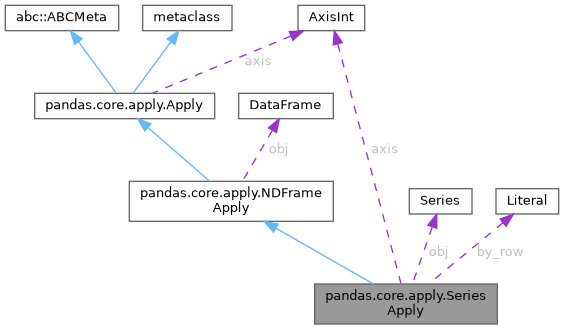 abc::ABCMeta
metaclass
AxisInt
axis
pandas.core.apply.Apply
DataFrame
obj
axis
pandas.core.apply.NDFrame
Apply
Series
Literal
obj
by_row
pandas.core.apply.Series
Apply